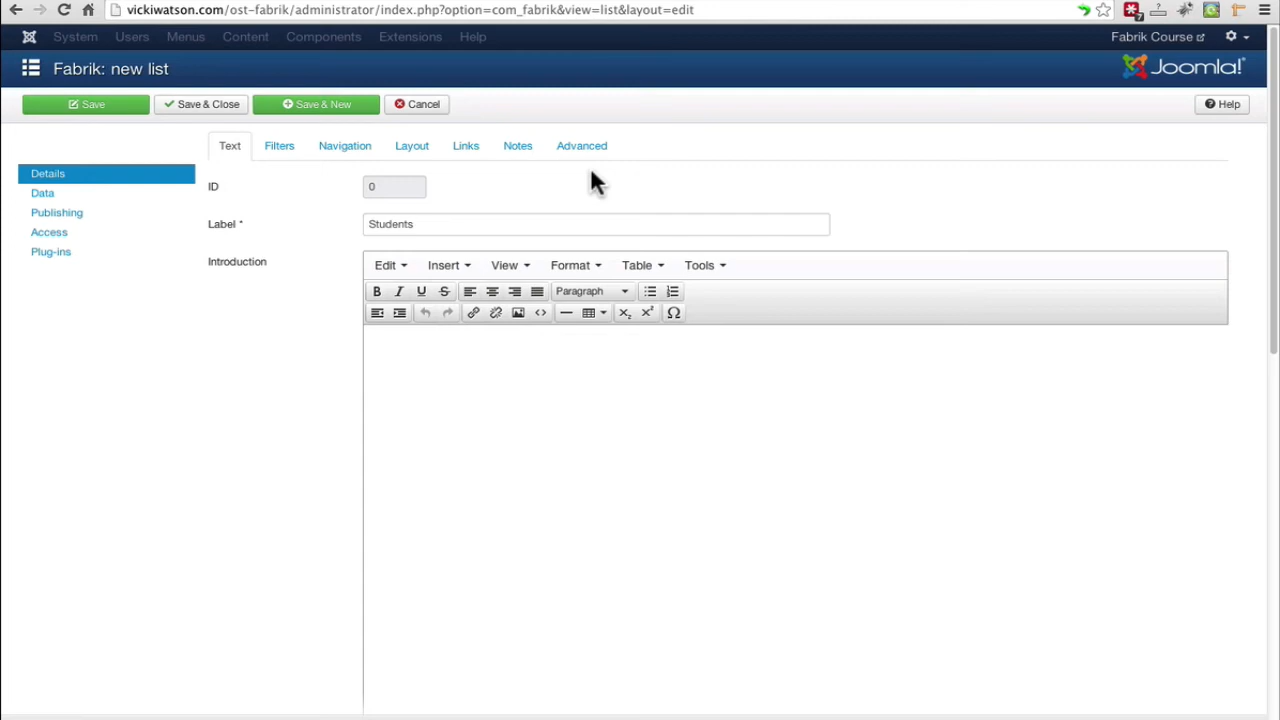 vickiwatson.com/ost-fabrik/administrator/index.php?option=com_fabrik&view=list&layout=edit
7
System Users Menus Content Components Extensions Help Fabrik Course
Fabrik: new list Joomla!
Save Save & Close Save & New Cancel Help
Text Filters Navigation Layout Links Notes Advanced
Details
Data
Publishing
Access
Plug-ins
ID 0
Label * Students
Introduction
Edit Insert View Format Table Tools
B I U S Paragraph